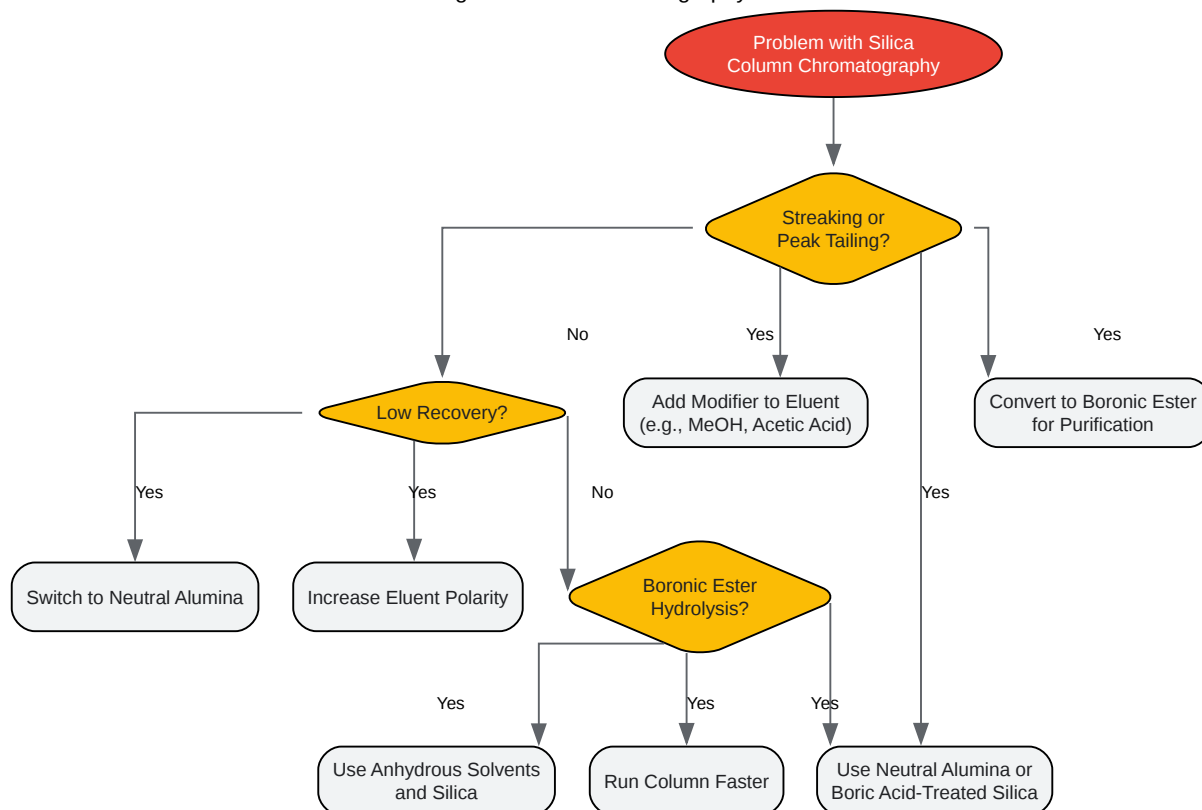 Problem with Silica
Column Chromatography
Streaking or
Peak Tailing?
No
Yes
Yes
Low Recovery?
Add Modifier to Eluent
(e.g., MeOH, Acetic Acid)
Convert to Boronic Ester
for Purification
Yes
Yes
No
Yes
Switch to Neutral Alumina
Increase Eluent Polarity
Boronic Ester
Hydrolysis?
Yes
Yes
Yes
Use Anhydrous Solvents
and Silica
Run Column Faster
Use Neutral Alumina or
Boric Acid-Treated Silica